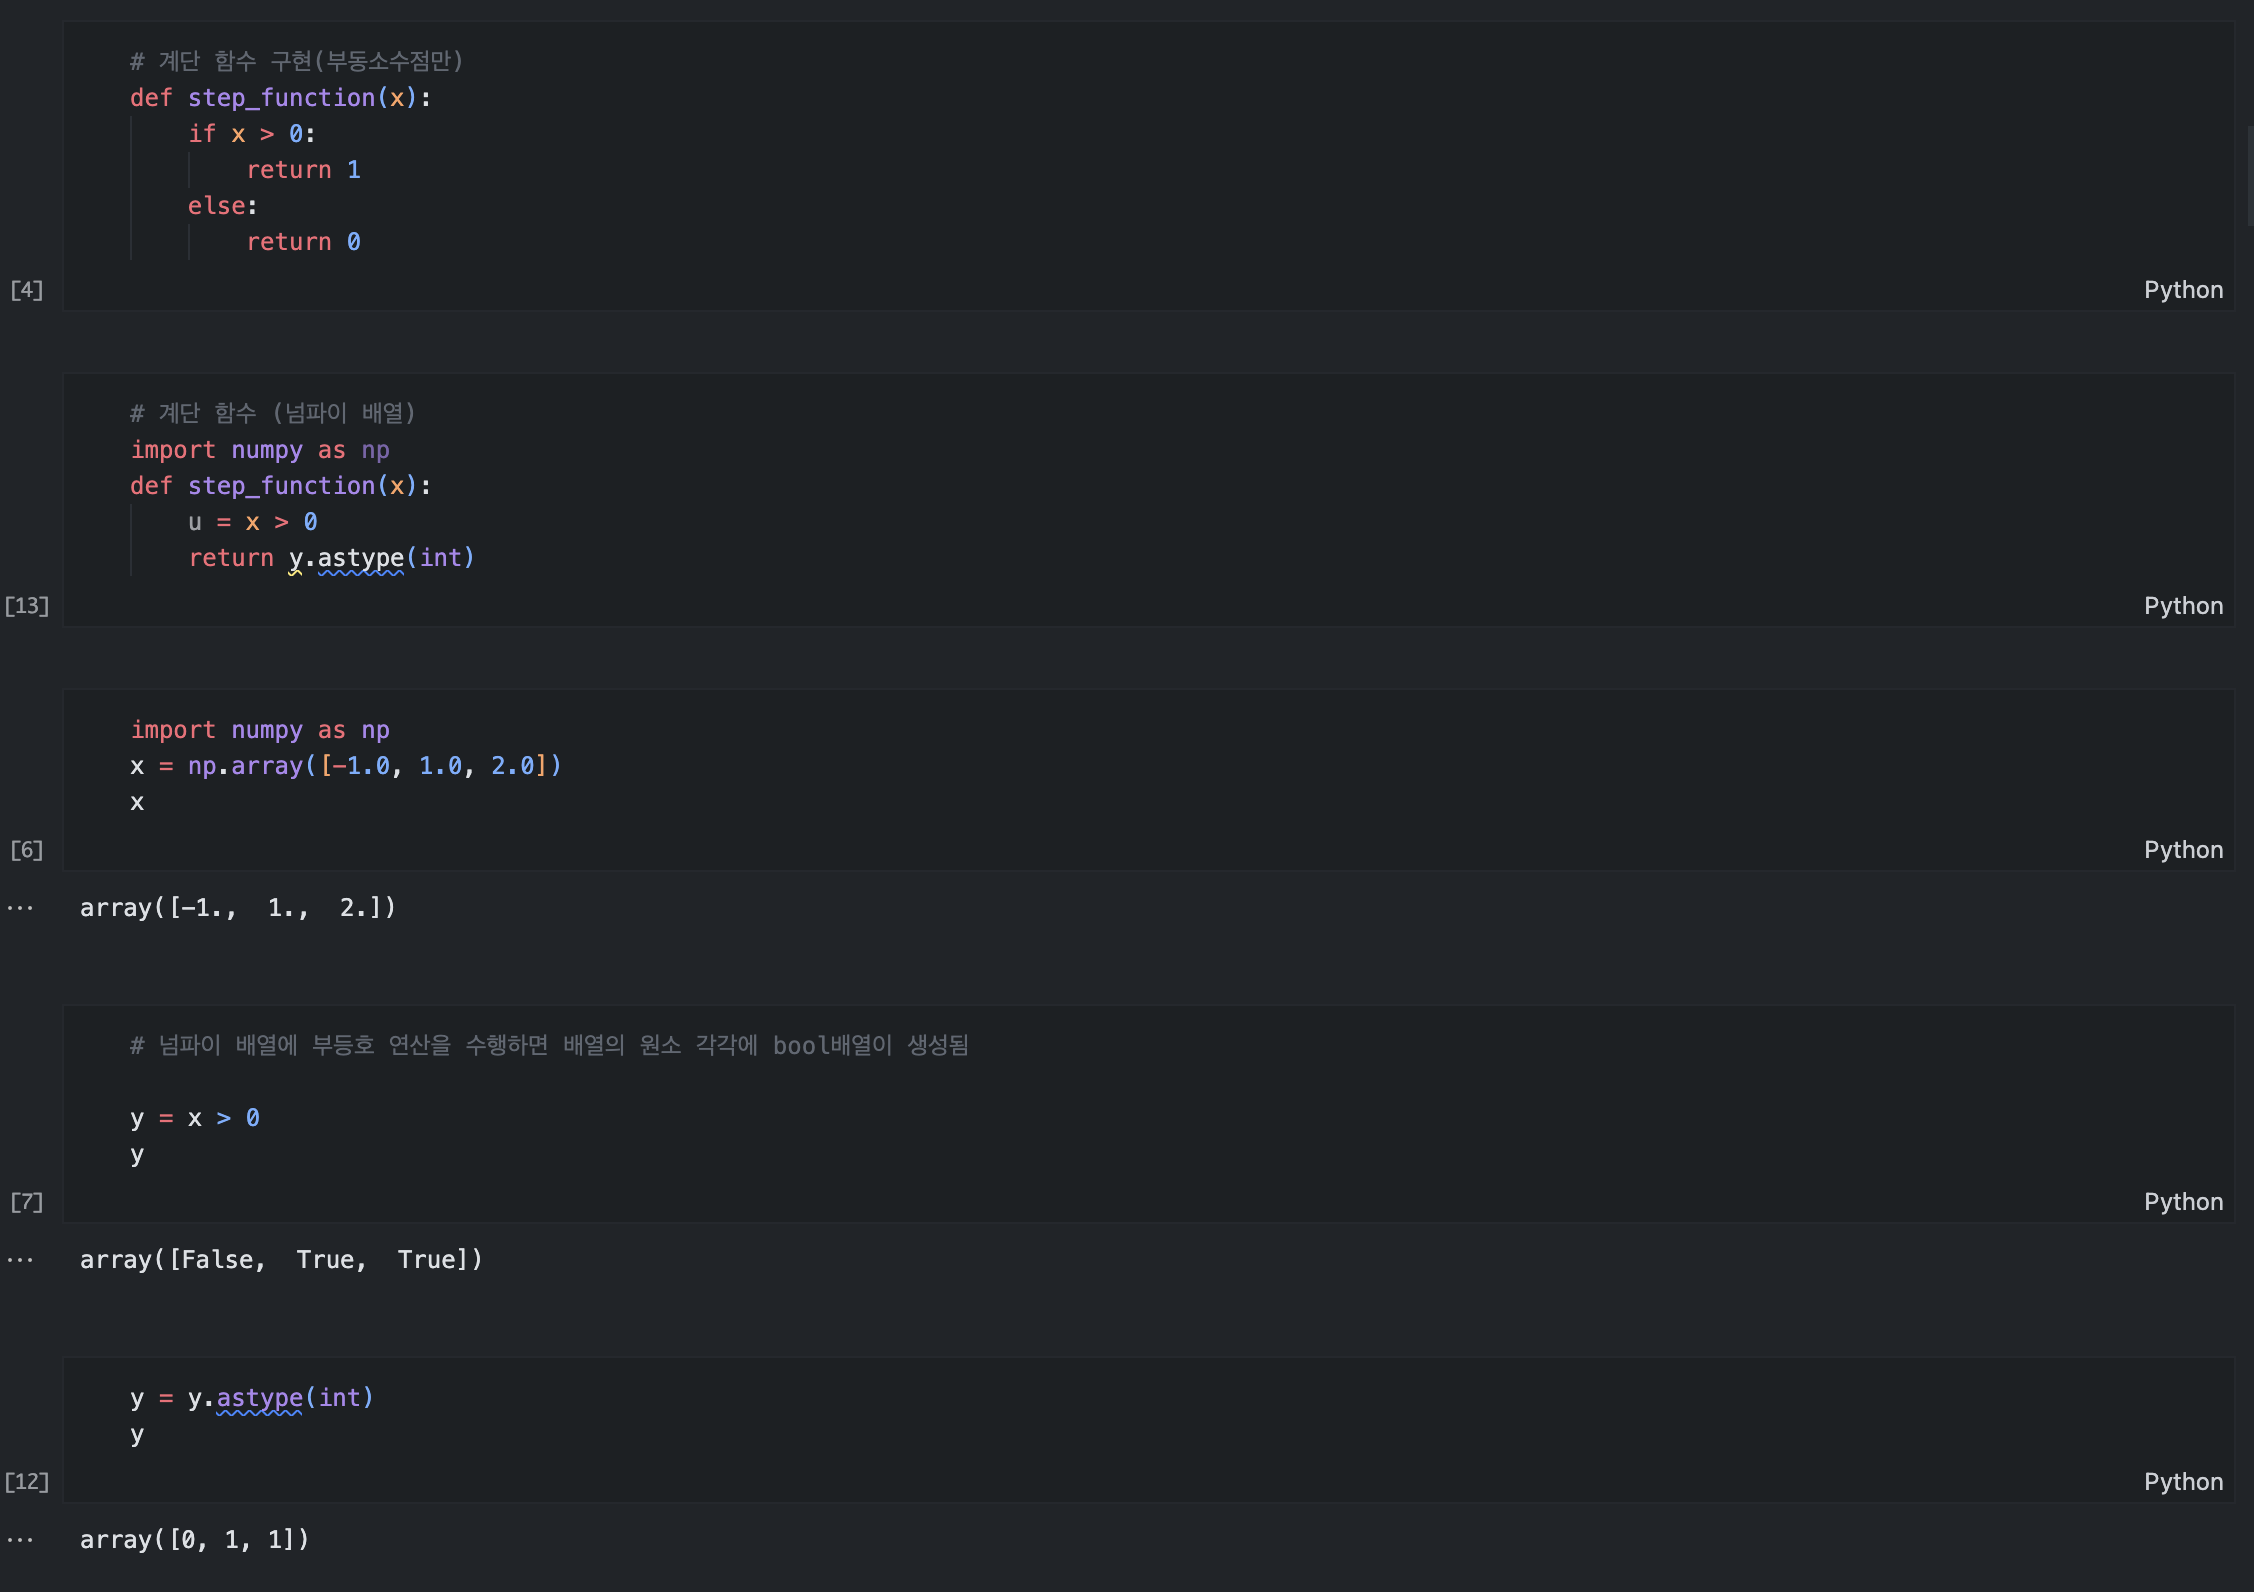 # 계단 함수 구현(부동소수점만)
def step_function(x):
    if x > 0:
        return 1
    else:
        return 0
[4]
Python
# 계단 함수 (넘파이 배열)
import numpy as np
def step_function(x):
    u = x > 0
    return y.astype(int)
[13]
Python
import numpy as np
x = np.array([-1.0, 1.0, 2.0])
x
[6]
Python
... array([-1.,  1.,  2.])
# 넘파이 배열에 부등호 연산을 수행하면 배열의 원소 각각에 bool배열이 생성됨
y = x > 0
y
[7]
Python
... array([False,  True,  True])
y = y.astype(int)
y
[12]
Python
... array([0, 1, 1])